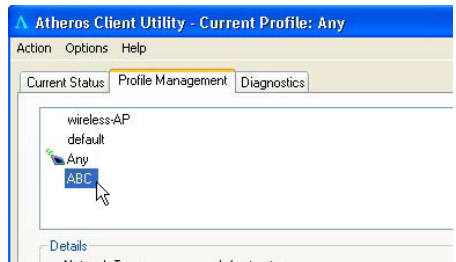 Atheros Client Utility - Current Profile: Any
Action Options Help
Current Status Profile Management Diagnostics
wireless-AP
default
Any
ABC
Details